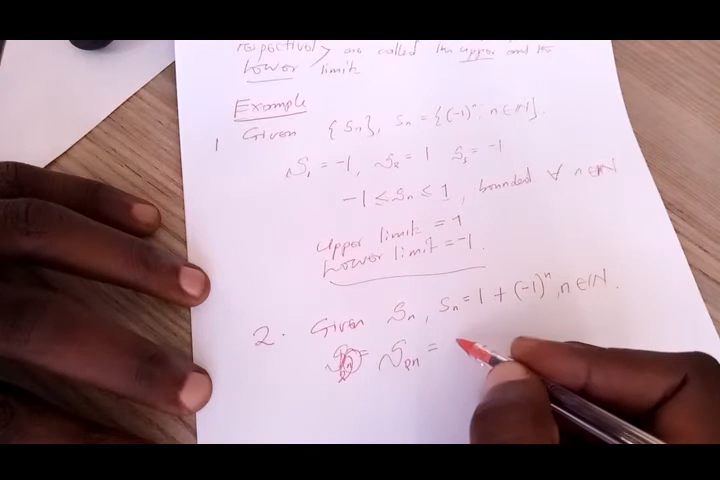 respectively are called the upper and the
Lower limit
Example
1 Given {Sn}, Sn = {(-1)^n: n ∈ N}.
S1 = -1, S2 = 1 S3 = -1
-1 ≤ Sn ≤ 1, bounded ∀ n ∈ N
Upper limit = 1
Lower limit = -1.
2. Given Sn, Sn = 1 + (-1)^n, n ∈ N.
S2n =